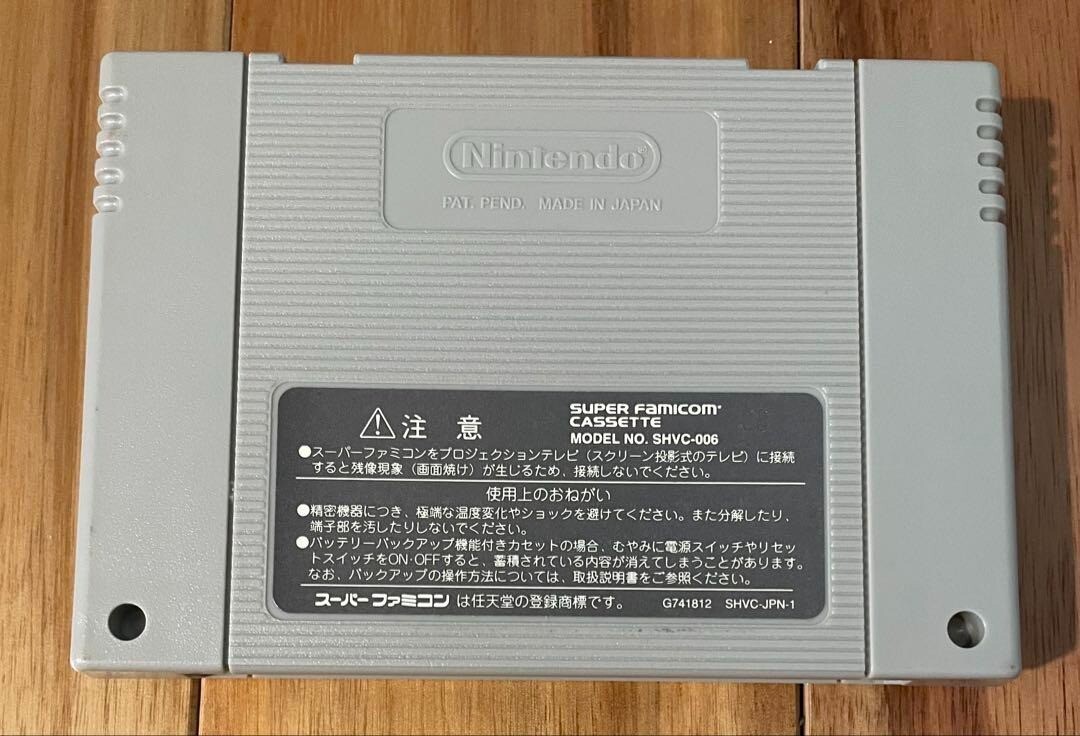 Nintendo®
PAT. PEND. MADE IN JAPAN
⚠注 意
SUPER FAMICOM
CASSETTE
MODEL NO. SHVC-006
●スーパーファミコンをプロジェクションテレビ（スクリーン投影式のテレビ）に接続
すると残像現象（画面焼け）が生じるため、接続しないでください。
使用上のおねがい
●精密機器につき、極端な温度変化やショックを避けてください。また分解したり、
端子部を汚したりしないでください。
●バッテリーバックアップ機能付きカセットの場合、むやみに電源スイッチやリセッ
トスイッチをON・OFFすると、蓄積されている内容が消えてしまうことがあります。
なお、バックアップの操作方法については、取扱説明書をご参照ください。
スーパーファミコン は任天堂の登録商標です。 G741812 SHVC-JPN-1